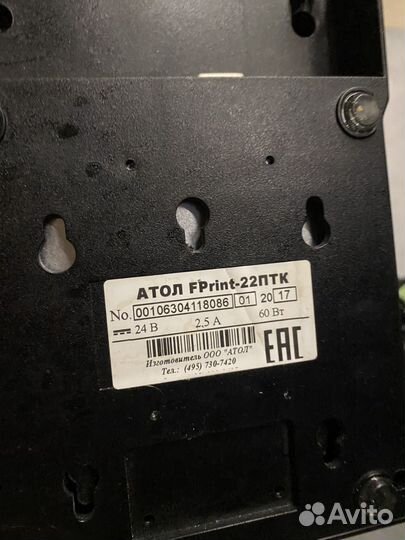 АТОЛ FPrint-22ПТК
No. 00106304118086 01 20 17
24 В 2.5 А 60 Вт
Изготовитель ООО "АТОЛ"
Тел.: (495) 730-7420
EAC
Avito